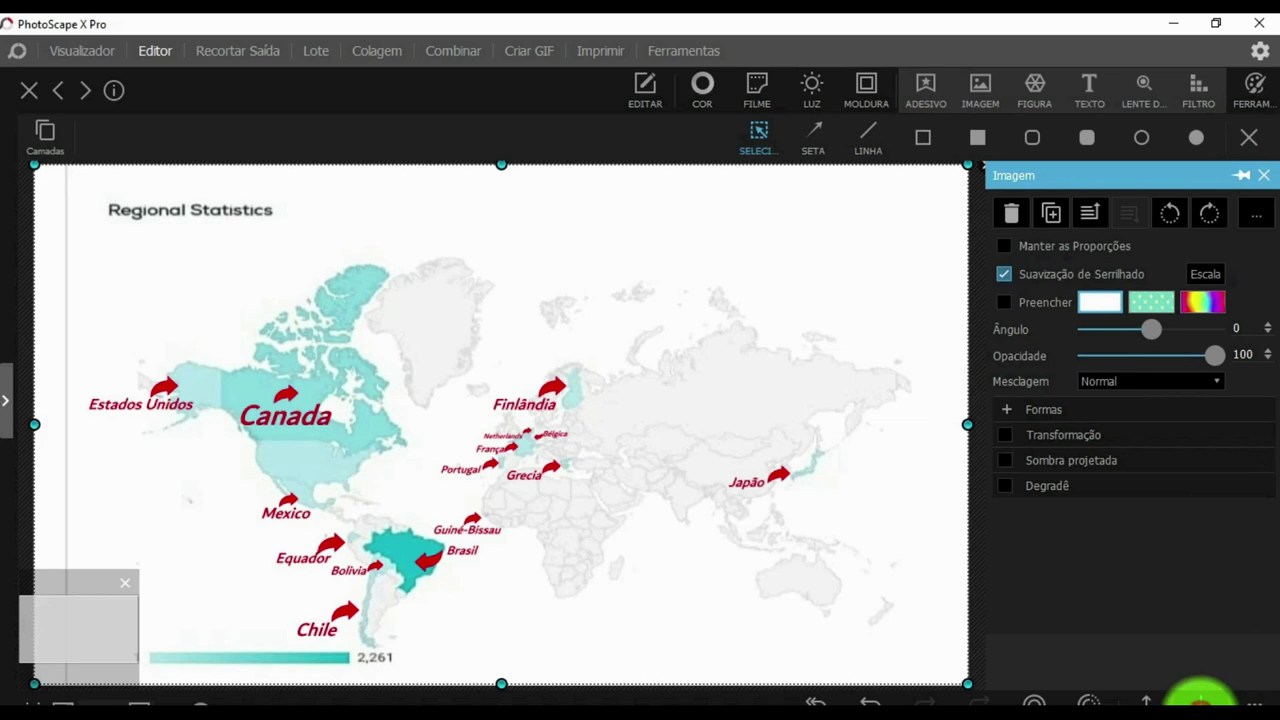 PhotoScape X Pro
Visualizador Editor Recortar Saída Lote Colagem Combinar Criar GIF Imprimir Ferramentas
EDITAR COR FILME LUZ MOLDURA ADESIVO IMAGEM FIGURA TEXTO LENTE D... FILTRO FERRAM...
Camadas SELECI... SETA LINHA
Imagem
Regional Statistics
Manter as Proporções
Suavização de Serrilhado Escala
Preencher
Ângulo 0
Opacidade 100
Mesclagem Normal
Formas
Transformação
Sombra projetada
Degradê
Estados Unidos
Canada
Finlândia
Netherlands Bélgica
França
Portugal
Grecia
Japão
Mexico
Guiné-Bissau
Equador
Brasil
Bolivia
Chile
2,261